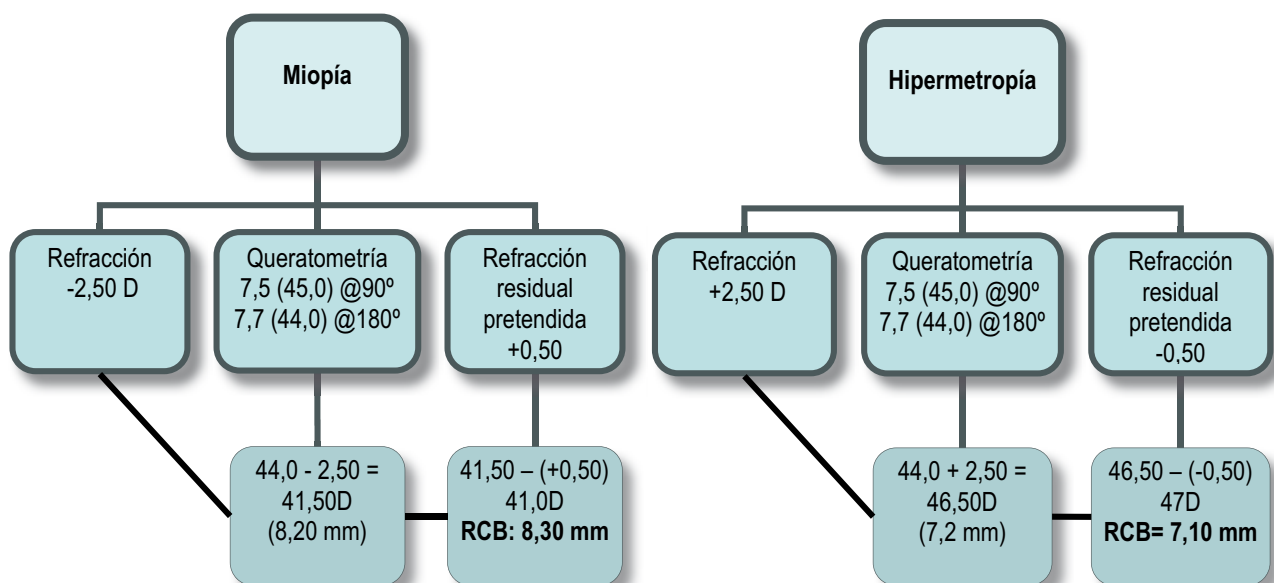 Miopía
Refracción
-2,50 D
Queratometría
7,5 (45,0) @90º
7,7 (44,0) @180º
Refracción
residual
pretendida
+0,50
44,0 - 2,50 =
41,50D
(8,20 mm)
41,50 – (+0,50)
41,0D
RCB: 8,30 mm
Hipermetropía
Refracción
+2,50 D
Queratometría
7,5 (45,0) @90º
7,7 (44,0) @180º
Refracción
residual
pretendida
-0,50
44,0 + 2,50 =
46,50D
(7,2 mm)
46,50 – (-0,50)
47D
RCB= 7,10 mm